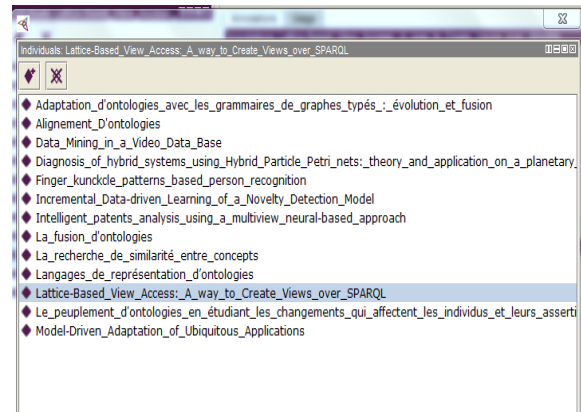 Individuals: Lattice-Based_View_Access:_A_way_to_Create_Views_over_SPARQL
Adaptation_d'ontologies_avec_les_grammaires_de_graphes_typés_:_évolution_et_fusion
Alignement_D'ontologies
Data_Mining_in_a_Video_Data_Base
Diagnosis_of_hybrid_systems_using_Hybrid_Particle_Petri_nets:_theory_and_application_on_a_planetary_
Finger_kunckcle_patterns_based_person_recognition
Incremental_Data-driven_Learning_of_a_Novelty_Detection_Model
Intelligent_patents_analysis_using_a_multiview_neural-based_approach
La_fusion_d'ontologies
La_recherche_de_similarité_entre_concepts
Langages_de_représentation_d'ontologies
Lattice-Based_View_Access:_A_way_to_Create_Views_over_SPARQL
Le_peuplement_d'ontologies_en_étudiant_les_changements_qui_affectent_les_individus_et_leurs_asserti
Model-Driven_Adaptation_of_Ubiquitous_Applications